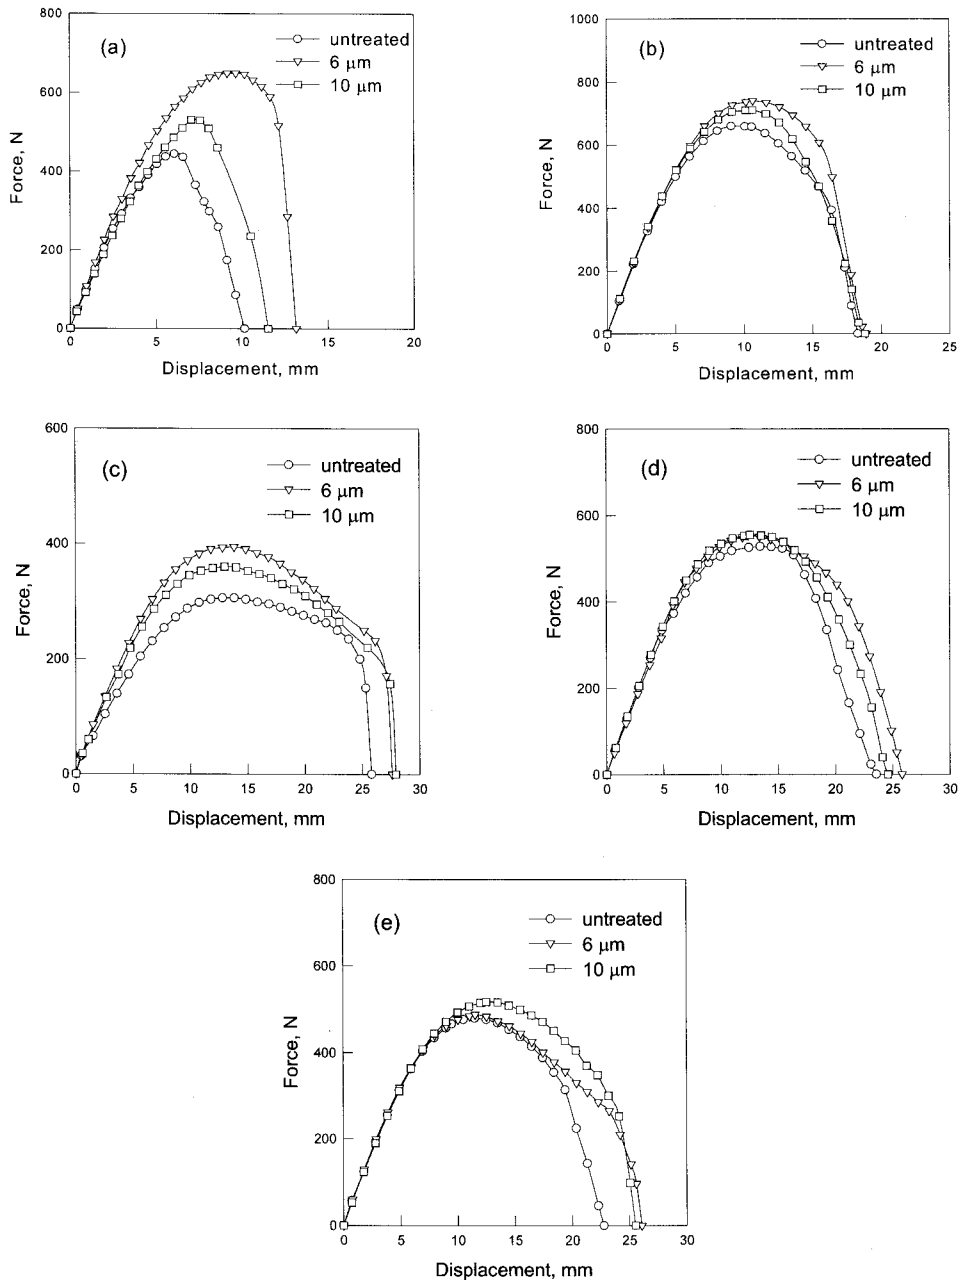 (a)
untreated
6 μm
10 μm
800
600
400
200
0
Force, N
0 5 10 15 20
Displacement, mm
(b)
untreated
6 μm
10 μm
1000
800
600
400
200
0
Force, N
0 5 10 15 20 25
Displacement, mm
(c)
untreated
6 μm
10 μm
600
400
200
0
Force, N
0 5 10 15 20 25 30
Displacement, mm
(d)
untreated
6 μm
10 μm
800
600
400
200
0
Force, N
0 5 10 15 20 25 30
Displacement, mm
(e)
untreated
6 μm
10 μm
800
600
400
200
0
Force, N
0 5 10 15 20 25 30
Displacement, mm